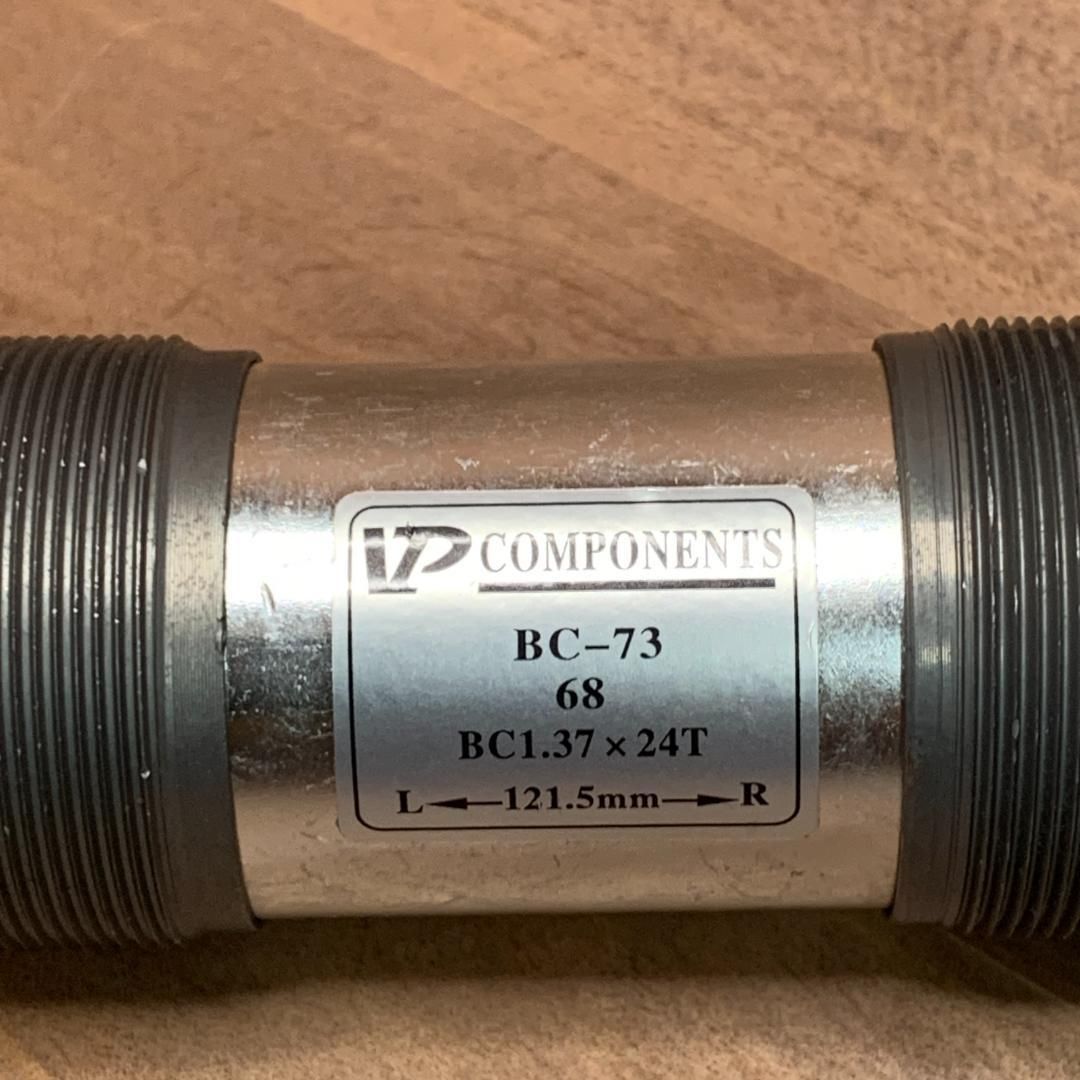 VP COMPONENTS
BC-73
68
BC1.37×24T
L 121.5mm R